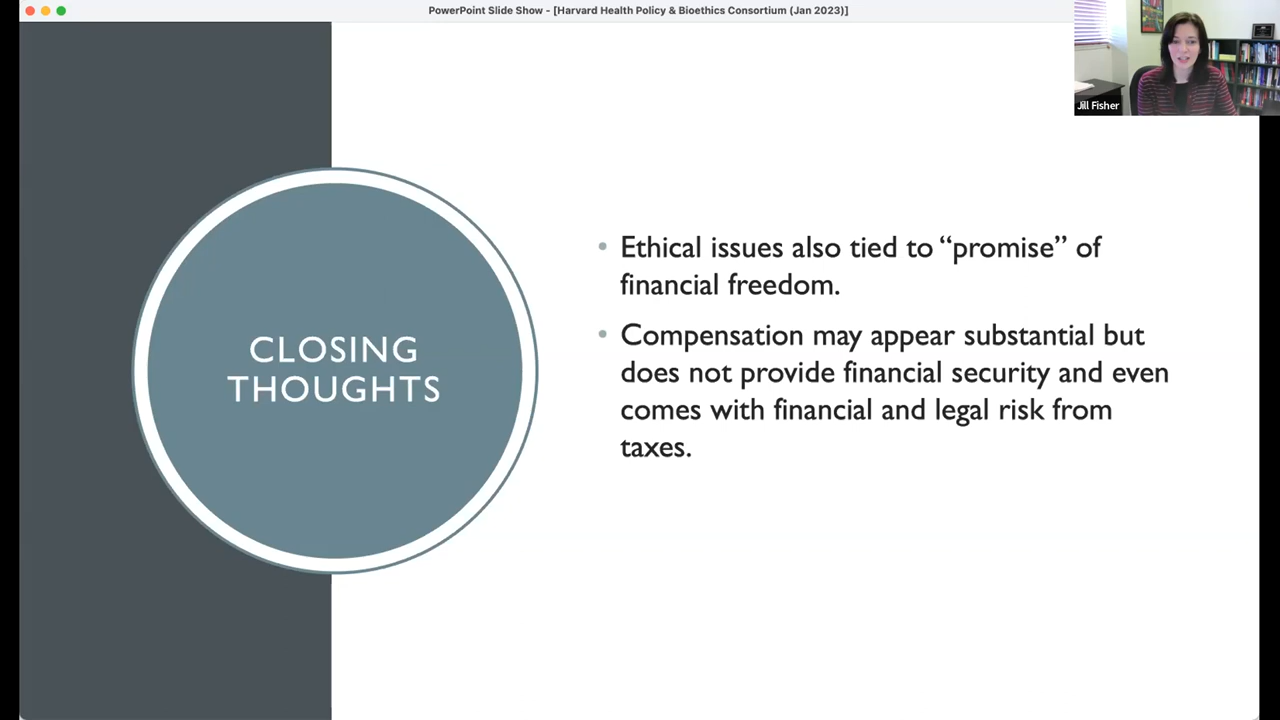 PowerPoint Slide Show - [Harvard Health Policy & Bioethics Consortium (Jan 2023)]
Jill Fisher
CLOSING
THOUGHTS
• Ethical issues also tied to “promise” of
financial freedom.
• Compensation may appear substantial but
does not provide financial security and even
comes with financial and legal risk from
taxes.